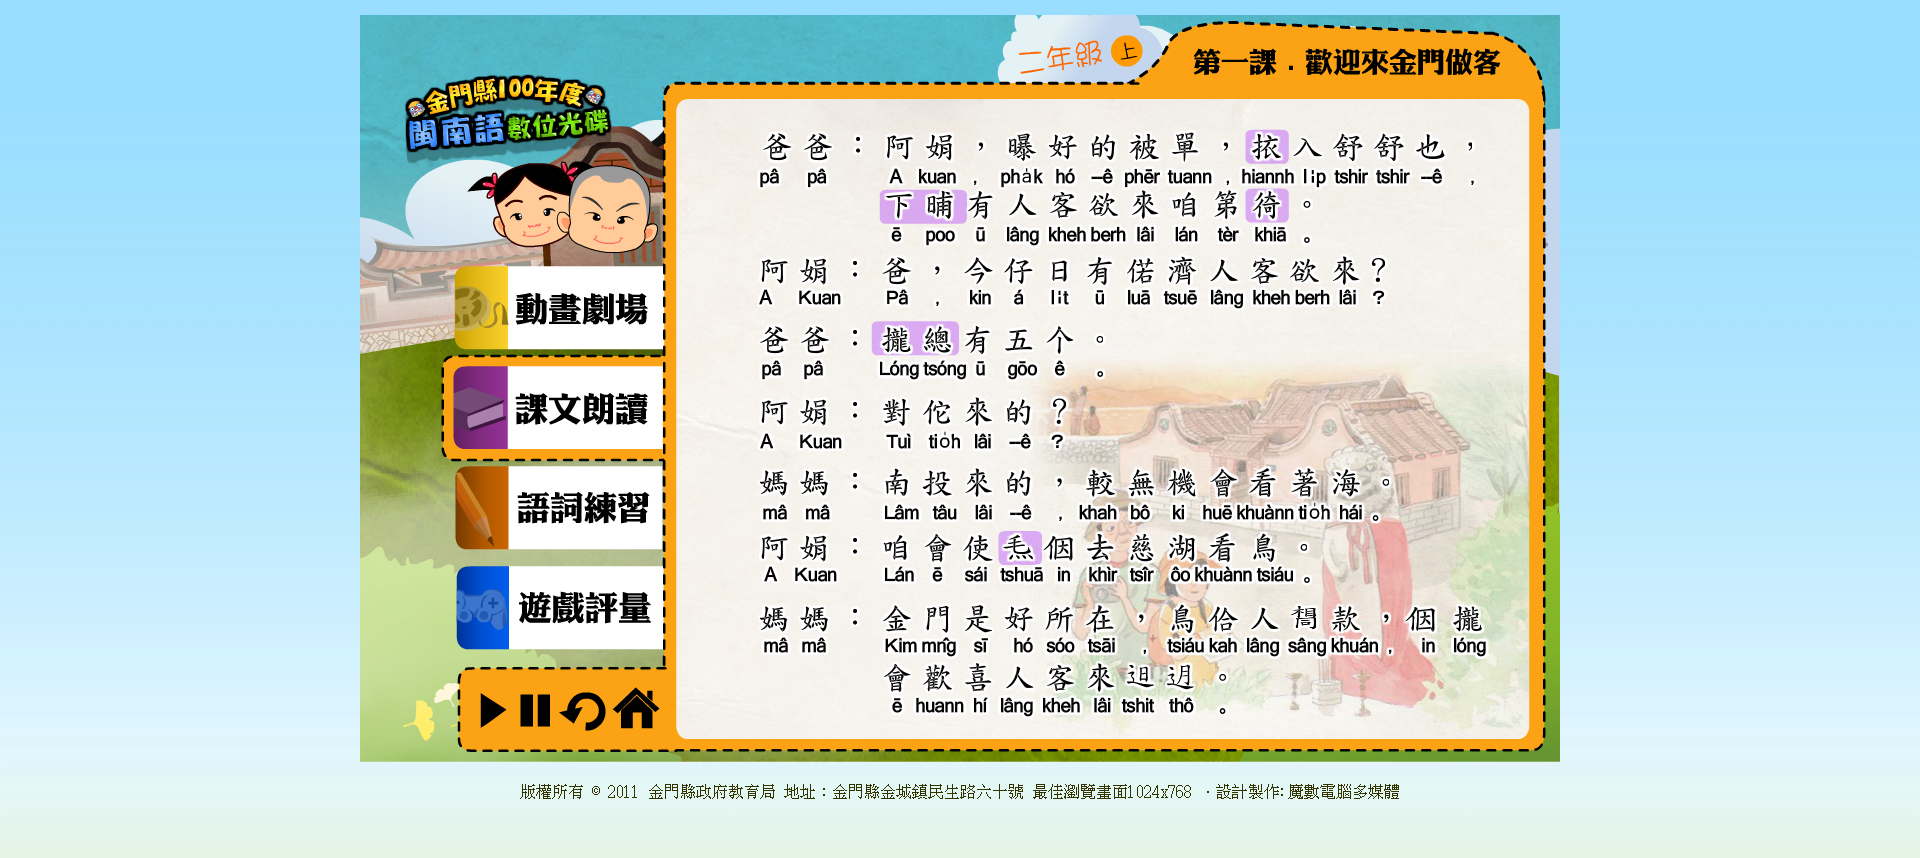 二年級 上
第一課．歡迎來金門做客
金門縣100年度
閩南語數位光碟
動畫劇場
課文朗讀
語詞練習
遊戲評量
爸爸：阿娟，曝好的被單，挔入舒舒也，
pâ pâ A kuan , pha̍k hó --ê phēr tuann , hiannh li̍p tshir tshir --ê ,
下晡有人客欲來咱第徛。
ē poo ū lâng kheh berh lâi lán tèr khiā 。
阿娟：爸，今仔日有偌濟人客欲來？
A Kuan Pâ , kin á li̍t ū luā tsuē lâng kheh berh lâi ?
爸爸：攏總有五个。
pâ pâ Lóng tsóng ū gōo ê 。
阿娟：對佗來的？
A Kuan Tuì tio̍h lâi --ê ?
媽媽：南投來的，較無機會看著海。
mâ mâ Lâm tâu lâi --ê , khah bô ki huē khuànn tio̍h hái 。
阿娟：咱會使𤆬𪜶去慈湖看鳥。
A Kuan Lán ē sái tshuā in khìr tsîr ôo khuànn tsiáu 。
媽媽：金門是好所在，鳥佮人𫝛款，𪜶攏
mâ mâ Kim mn̂g sī hó sóo tsāi , tsiáu kah lâng sâng khuán , in lóng
會歡喜人客來𨑨迌。
ē huann hí lâng kheh lâi tshit thô 。
版權所有 © 2011 金門縣政府教育局 地址：金門縣金城鎮民生路六十號 最佳瀏覽畫面1024x768 ‧設計製作: 魔數電腦多媒體